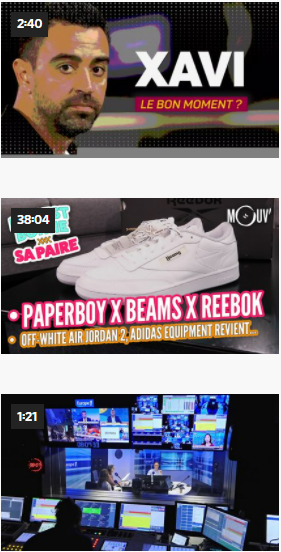 2:40
XAVI
LE BON MOMENT ?
38:04
REEBOK
MOUV'
SA PAIRE
PAPERBOY X BEAMS X REEBOK
OFF-WHITE AIR JORDAN 2, ADIDAS EQUIPMENT REVIENT...
1:21